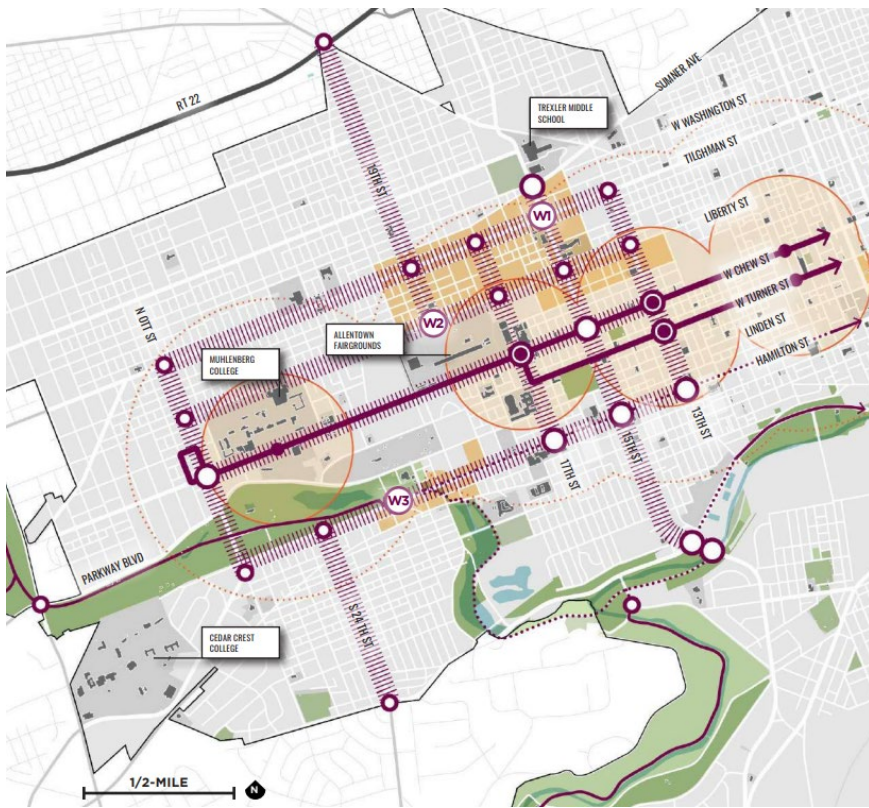 RT 22
SUMNER AVE
TREXLER MIDDLE
SCHOOL
W WASHINGTON ST
TILGHMAN ST
19TH ST
W1
LIBERTY ST
W CHEW ST
N OTT ST
W2
W TURNER ST
ALLENTOWN
FAIRGROUNDS
LINDEN ST
MUHLENBERG
COLLEGE
HAMILTON ST
13TH ST
15TH ST
17TH ST
W3
PARKWAY BLVD
S 24TH ST
CEDAR CREST
COLLEGE
1/2-MILE
N